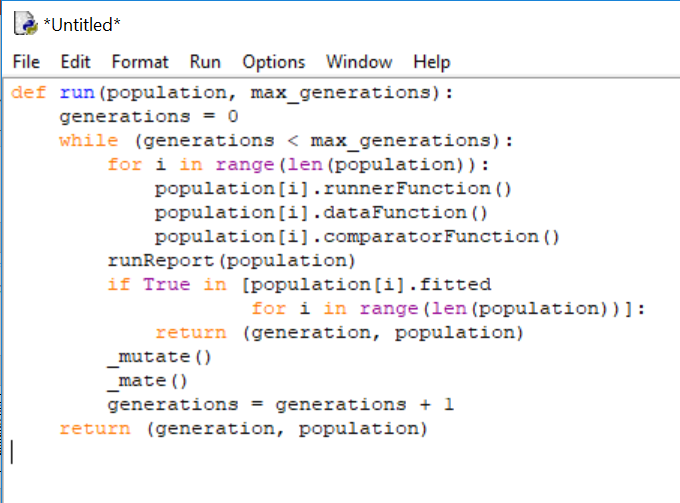 *Untitled*
File Edit Format Run Options Window Help
def run(population, max_generations):
    generations = 0
    while (generations < max_generations):
        for i in range(len(population)):
            population[i].runnerFunction()
            population[i].dataFunction()
            population[i].comparatorFunction()
        runReport(population)
        if True in [population[i].fitted
                    for i in range(len(population))]:
            return (generation, population)
        _mutate()
        _mate()
        generations = generations + 1
    return (generation, population)